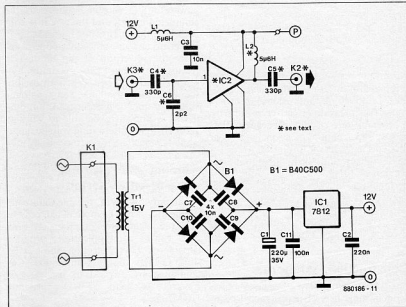 12V
L1
5µ6H
P
C3
10n
L2*
5µ6H
K3*
C4*
330p
1
*IC2
C5*
330p
K2*
C6
*
2p2
0
* see text
K1
Tr1
15V
B1
B1 = B40C500
C7
C8
4x
10n
C10
C9
–
+
IC1
7812
12V
C1
220µ
35V
C11
100n
C2
220n
0
880186 - 11